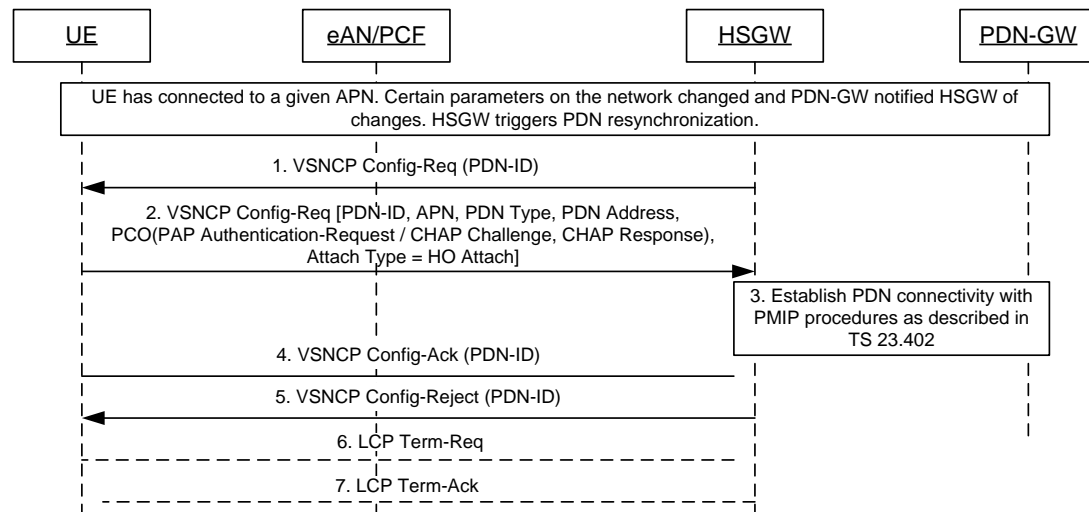 UE
eAN/PCF
HSGW
PDN-GW
UE has connected to a given APN. Certain parameters on the network changed and PDN-GW notified HSGW of
changes. HSGW triggers PDN resynchronization.
1. VSNCP Config-Req (PDN-ID)
2. VSNCP Config-Req [PDN-ID, APN, PDN Type, PDN Address,
PCO(PAP Authentication-Request / CHAP Challenge, CHAP Response),
Attach Type = HO Attach]
3. Establish PDN connectivity with
PMIP procedures as described in
TS 23.402
4. VSNCP Config-Ack (PDN-ID)
5. VSNCP Config-Reject (PDN-ID)
6. LCP Term-Req
7. LCP Term-Ack